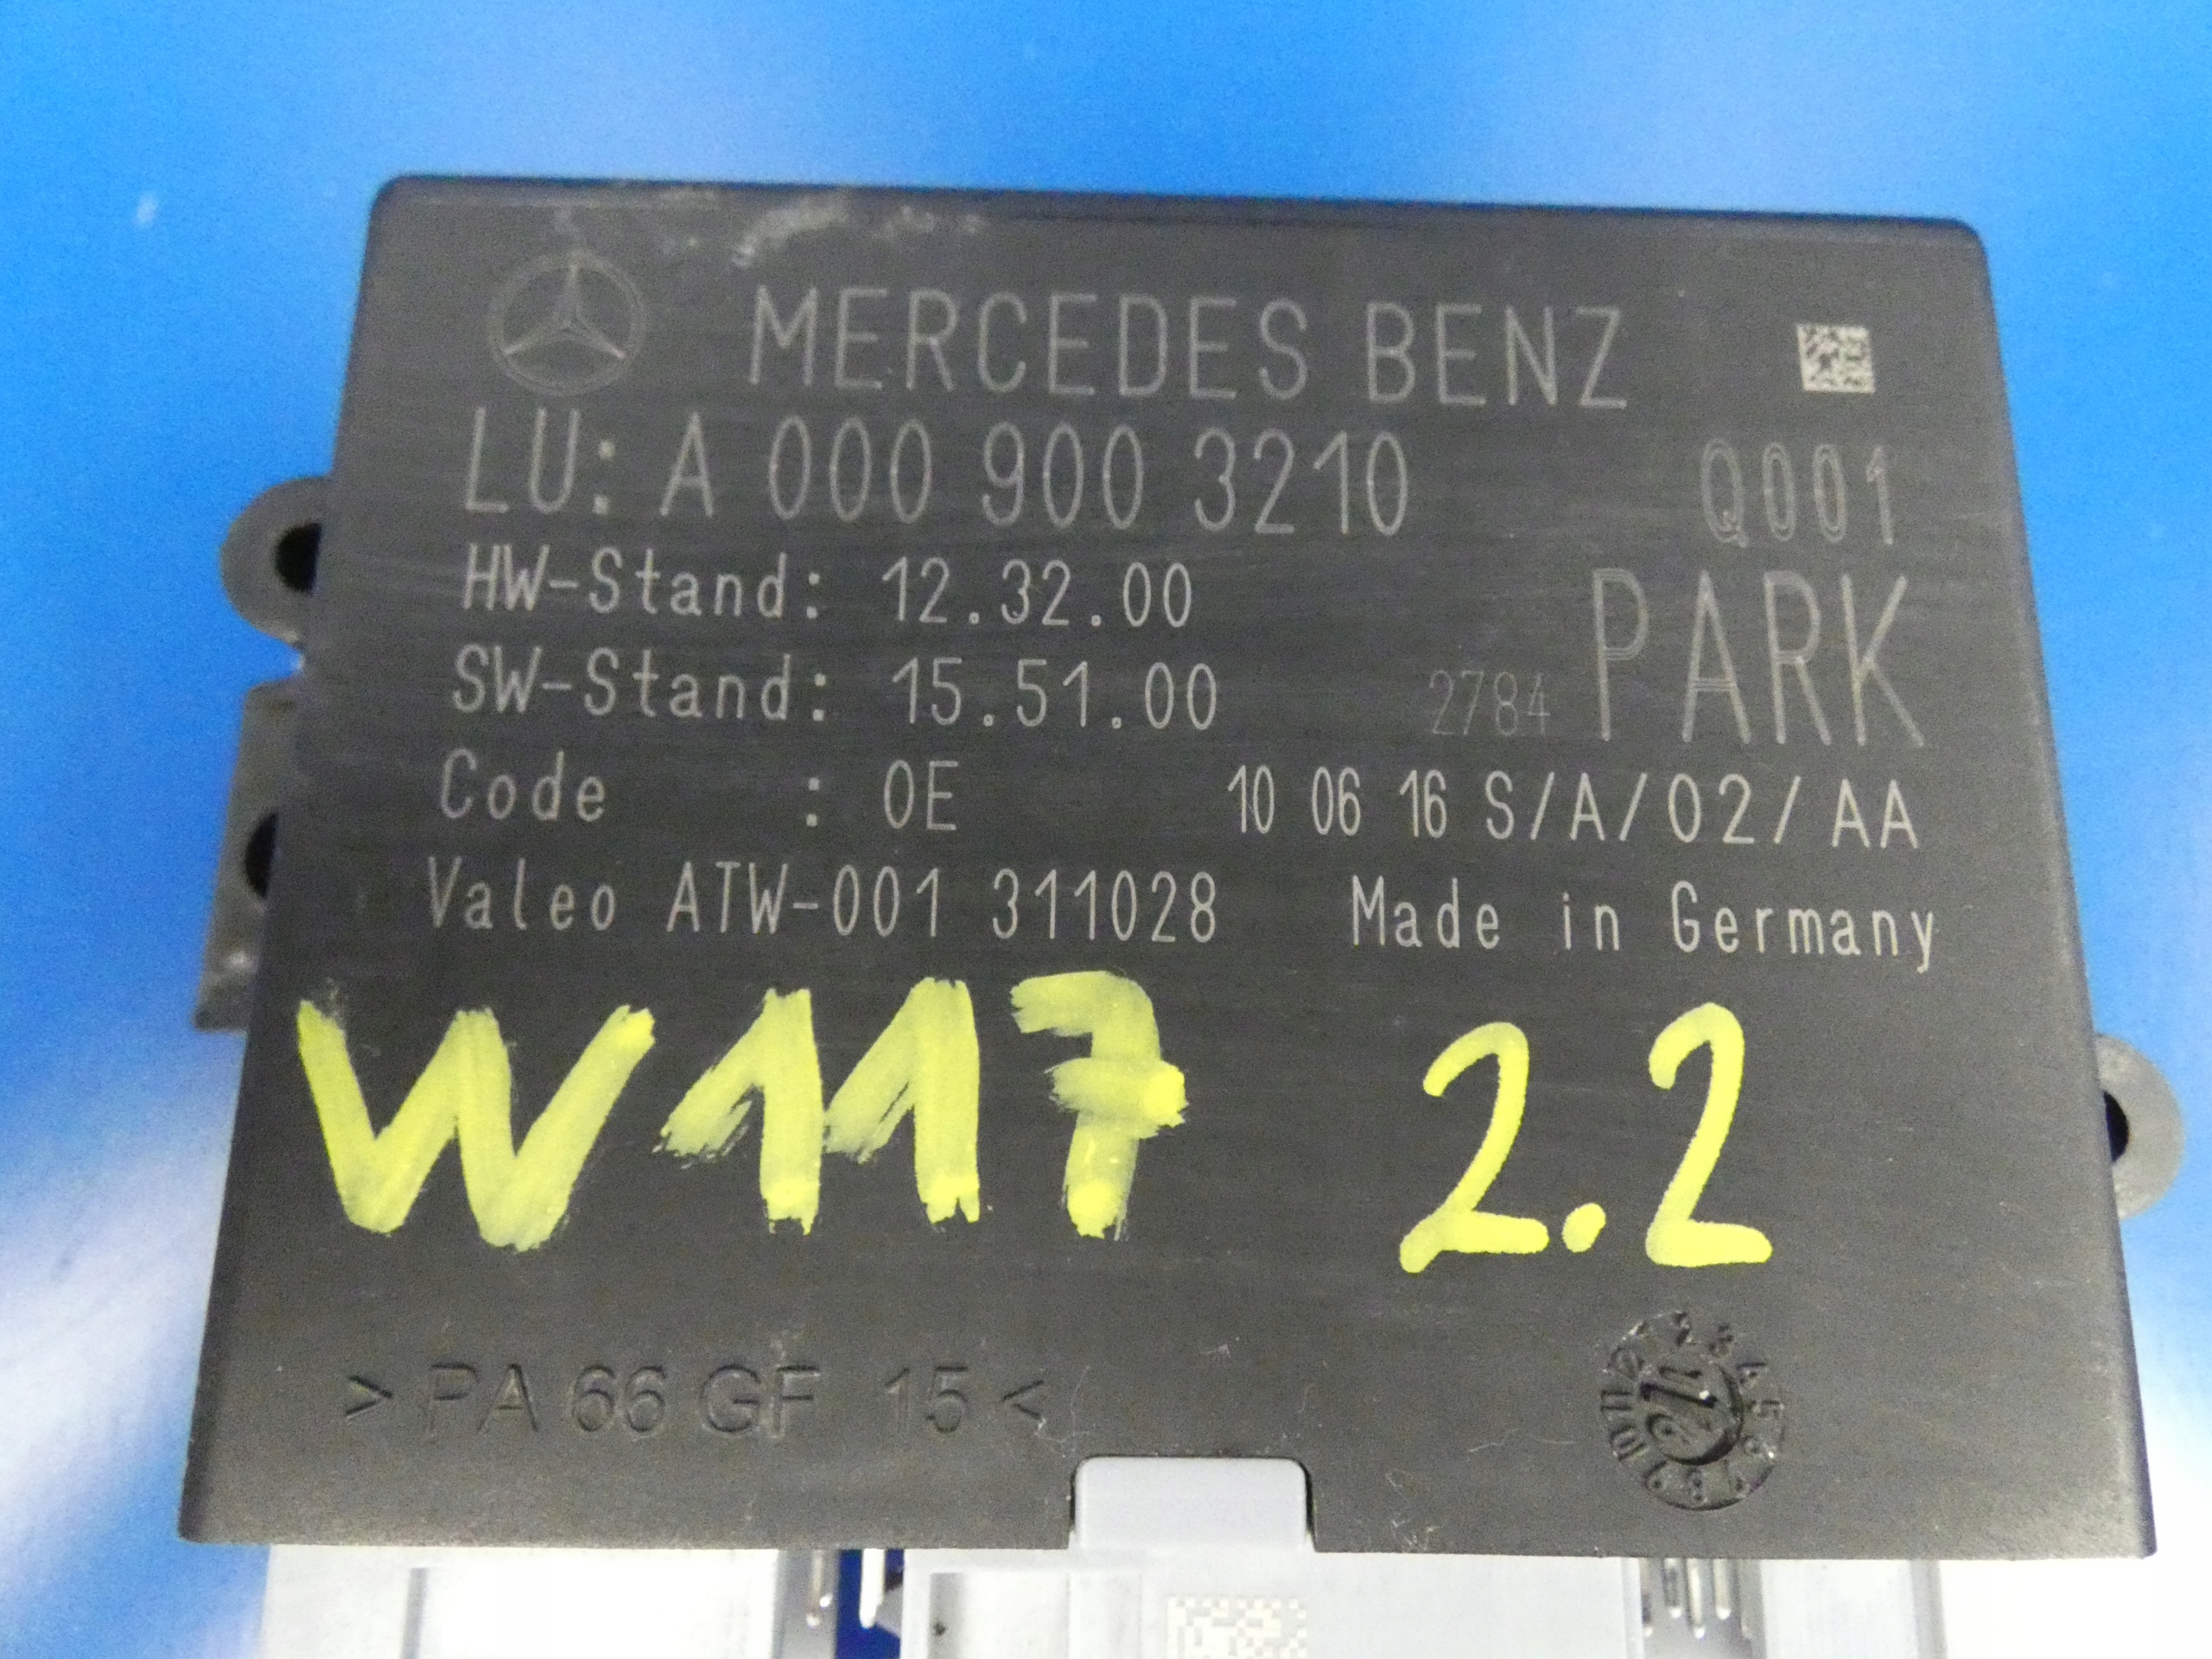 MERCEDES BENZ
LU: A 000 900 3210 Q001
HW-Stand: 12.32.00
SW-Stand: 15.51.00 2784 PARK
Code : 0E 10 06 16 S/A/02/AA
Valeo ATW-001 311028 Made in Germany
W117 2.2
> PA 66 GF 15 <